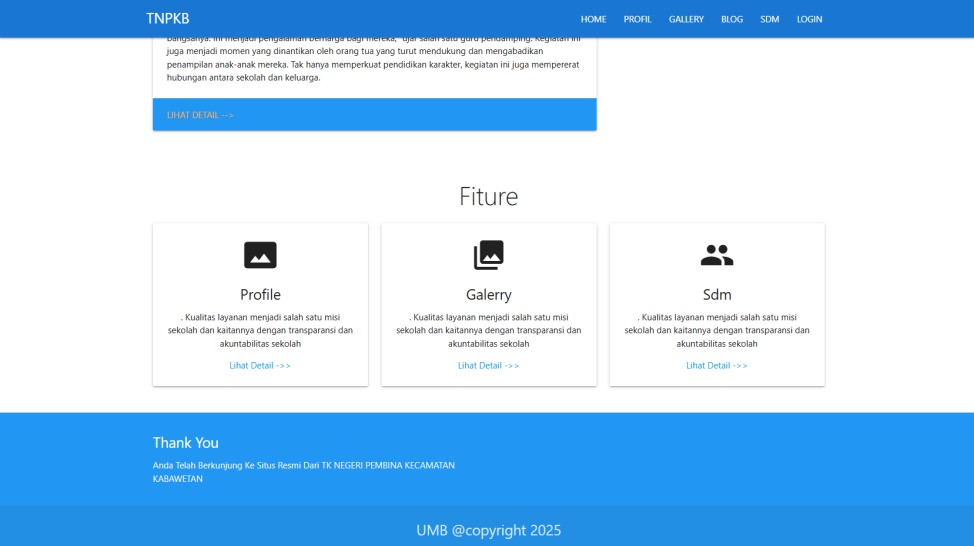 TNPKB
HOME PROFIL GALLERY BLOG SDM LOGIN
bangsanya. Ini menjadi pengalaman berharga bagi mereka," ujar salah satu guru pendamping. Kegiatan ini
juga menjadi momen yang dinantikan oleh orang tua yang turut mendukung dan mengabadikan
penampilan anak-anak mereka. Tak hanya memperkuat pendidikan karakter, kegiatan ini juga mempererat
hubungan antara sekolah dan keluarga.
LIHAT DETAIL -->
Fiture
Profile
. Kualitas layanan menjadi salah satu misi
sekolah dan kaitannya dengan transparansi dan
akuntabilitas sekolah
Lihat Detail ->>
Galerry
. Kualitas layanan menjadi salah satu misi
sekolah dan kaitannya dengan transparansi dan
akuntabilitas sekolah
Lihat Detail ->>
Sdm
. Kualitas layanan menjadi salah satu misi
sekolah dan kaitannya dengan transparansi dan
akuntabilitas sekolah
Lihat Detail ->>
Thank You
Anda Telah Berkunjung Ke Situs Resmi Dari TK NEGERI PEMBINA KECAMATAN
KABAWETAN
UMB @copyright 2025